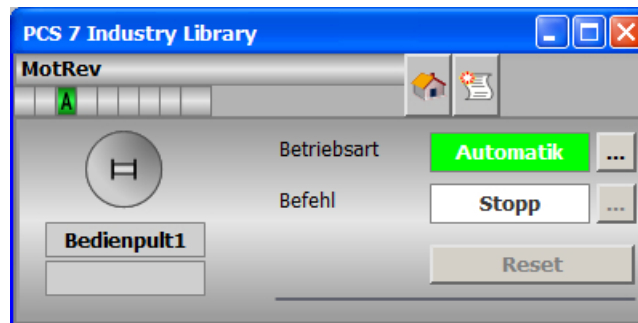 PCS 7 Industry Library
MotRev
A
Betriebsart
Automatik
...
Befehl
Stopp
...
Bedienpult1
Reset